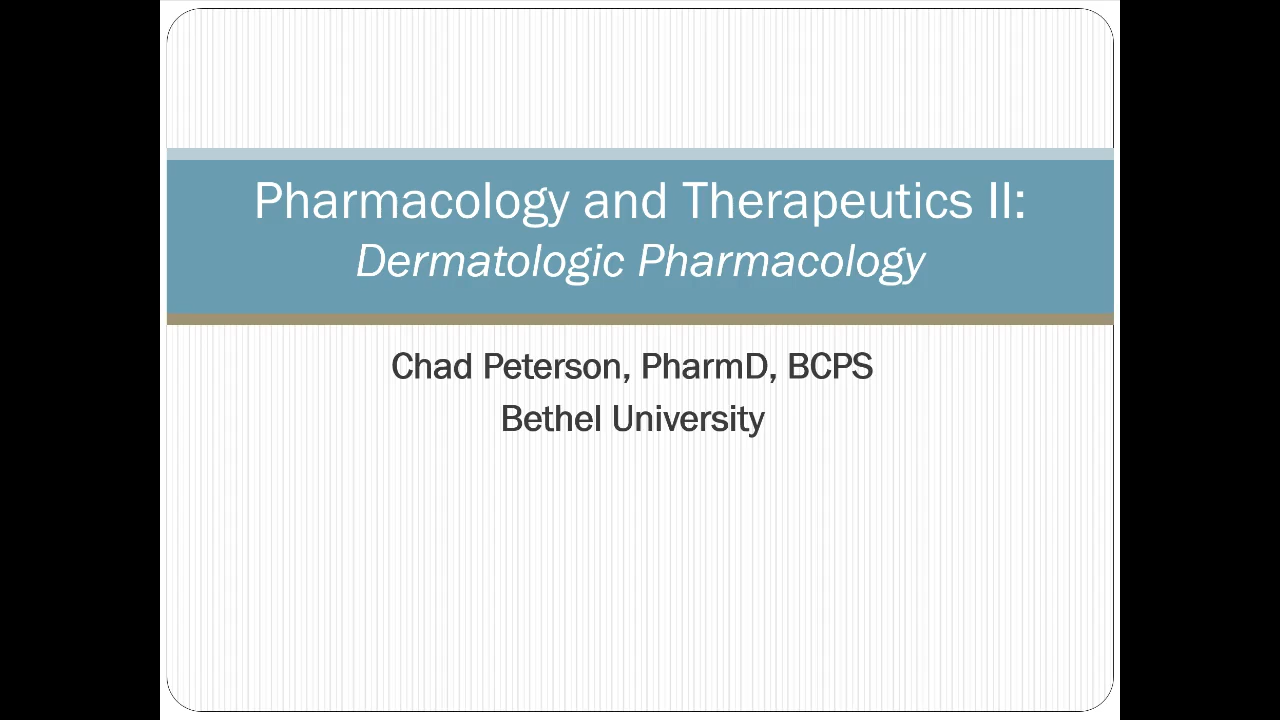 Pharmacology and Therapeutics II:
Dermatologic Pharmacology
Chad Peterson, PharmD, BCPS
Bethel University